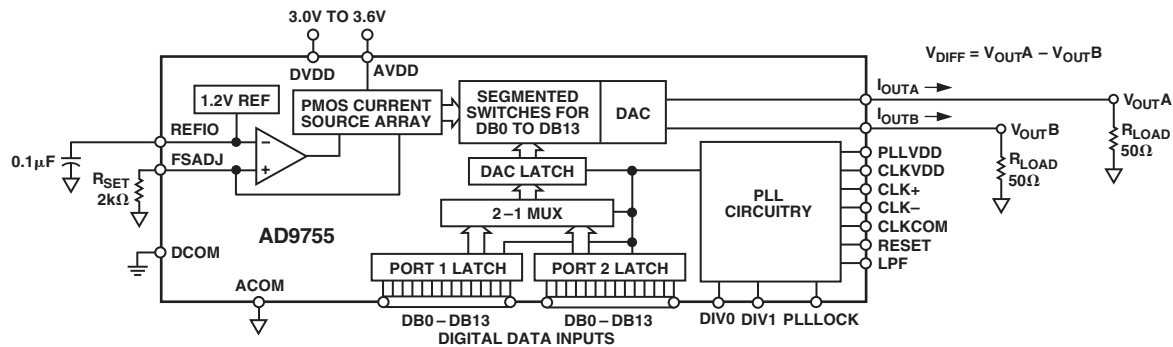 3.0V TO 3.6V
DVDD
AVDD
V_DIFF = V_OUTA – V_OUTB
1.2V REF
PMOS CURRENT
SOURCE ARRAY
SEGMENTED
SWITCHES FOR
DB0 TO DB13
DAC
I_OUTA
V_OUTA
REFIO
I_OUTB
V_OUTB
R_LOAD
50Ω
R_LOAD
50Ω
0.1µF
FSADJ
R_SET
2kΩ
–
+
DAC LATCH
2–1 MUX
PLL
CIRCUITRY
PLLVDD
CLKVDD
CLK+
CLK–
CLKCOM
RESET
LPF
AD9755
DCOM
ACOM
PORT 1 LATCH
PORT 2 LATCH
DB0–DB13
DB0–DB13
DIV0
DIV1
PLLLOCK
DIGITAL DATA INPUTS